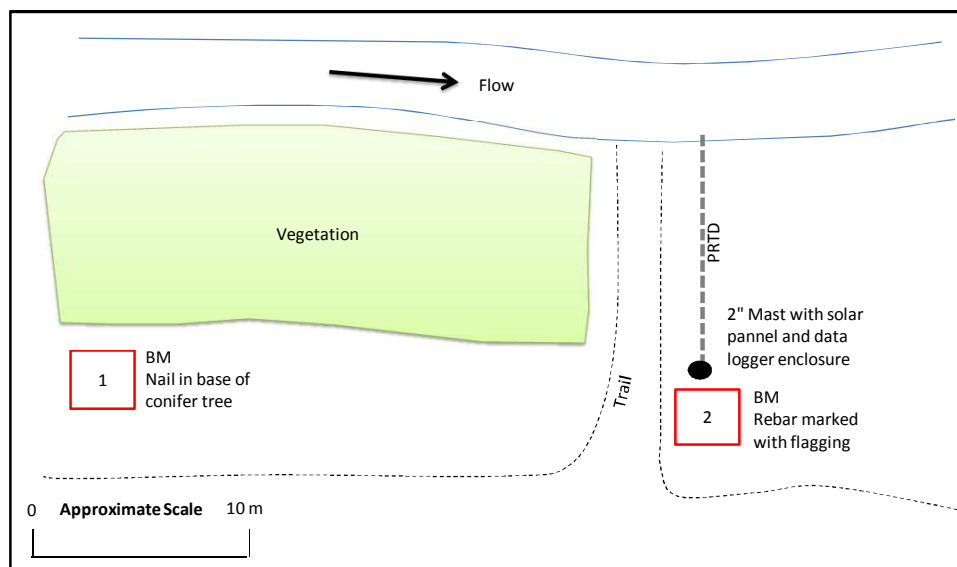 Flow
Vegetation
PRTD
2" Mast with solar
pannel and data
logger enclosure
1
BM
Nail in base of
conifer tree
Trail
2
BM
Rebar marked
with flagging
0 Approximate Scale 10 m